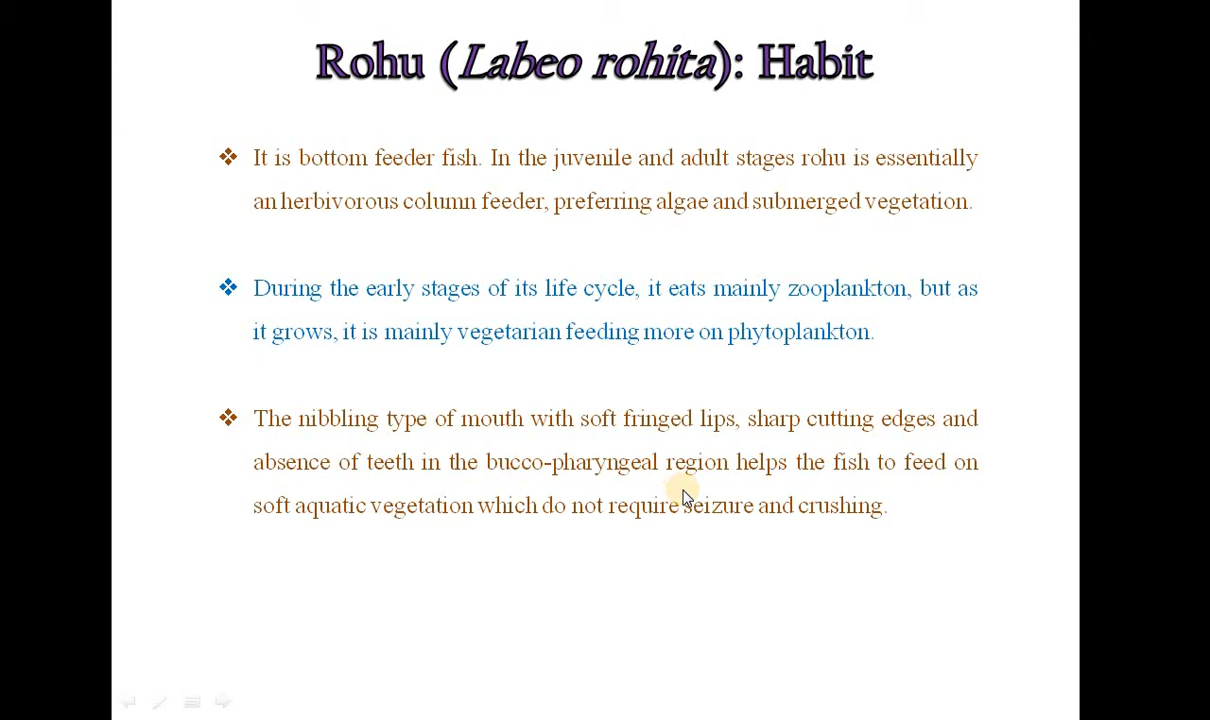 Rohu (Labeo rohita): Habit
It is bottom feeder fish. In the juvenile and adult stages rohu is essentially
an herbivorous column feeder, preferring algae and submerged vegetation.
During the early stages of its life cycle, it eats mainly zooplankton, but as
it grows, it is mainly vegetarian feeding more on phytoplankton.
The nibbling type of mouth with soft fringed lips, sharp cutting edges and
absence of teeth in the bucco-pharyngeal region helps the fish to feed on
soft aquatic vegetation which do not require seizure and crushing.